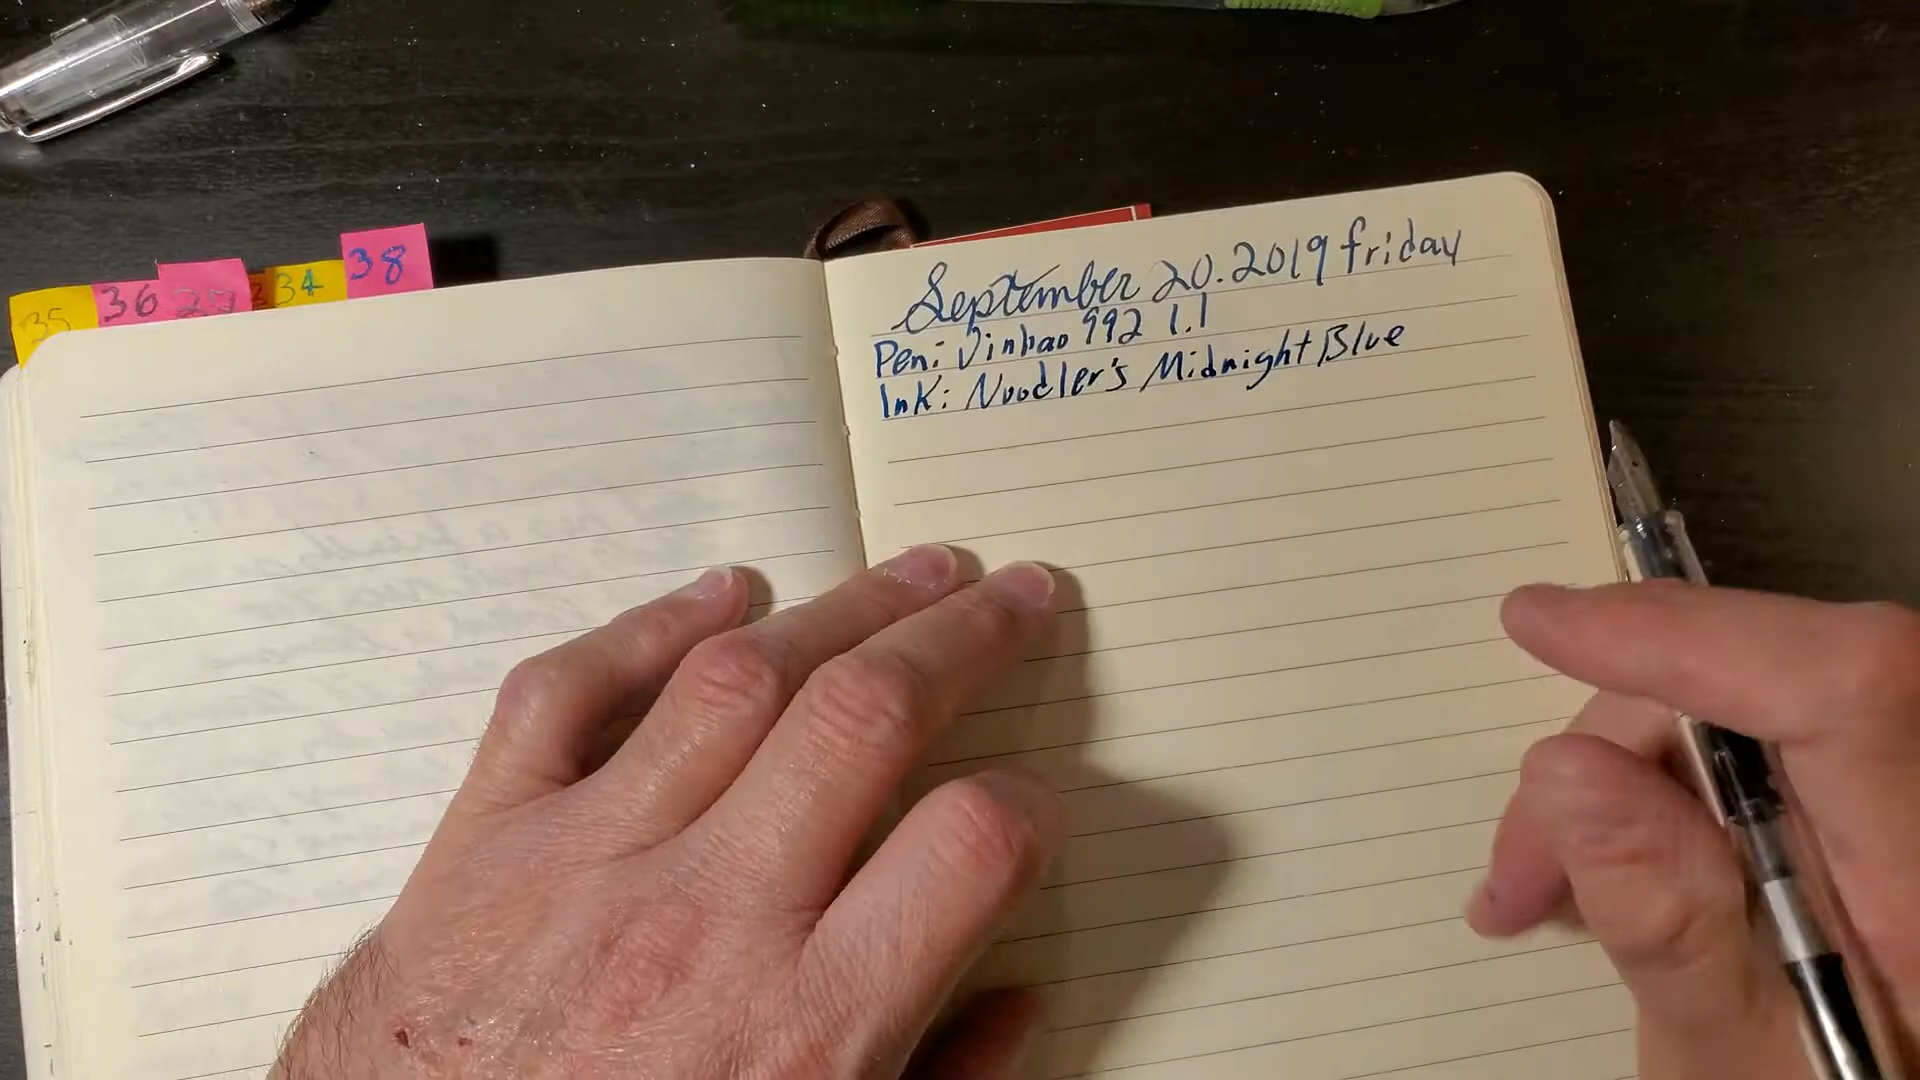 35 36 34 38
September 20.2019 friday
Pen: Jinhao 992 1.1
Ink: Noodler's Midnight Blue